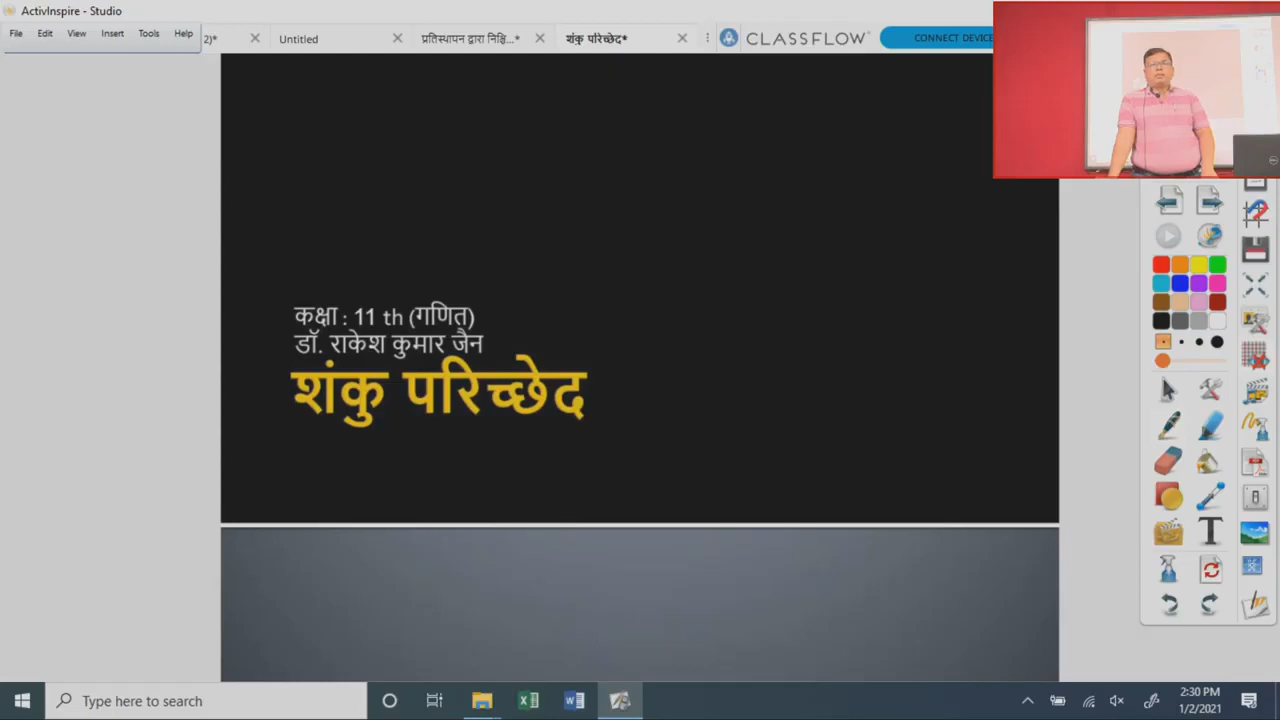 ActivInspire - Studio
File Edit View Insert Tools Help
2)* Untitled प्रतिस्थापन द्वारा निश्चि...* शंकु परिच्छेद* CLASSFLOW CONNECT DEVICE
कक्षा : 11 th (गणित)
डॉ. राकेश कुमार जैन
शंकु परिच्छेद
Type here to search
2:30 PM
1/2/2021